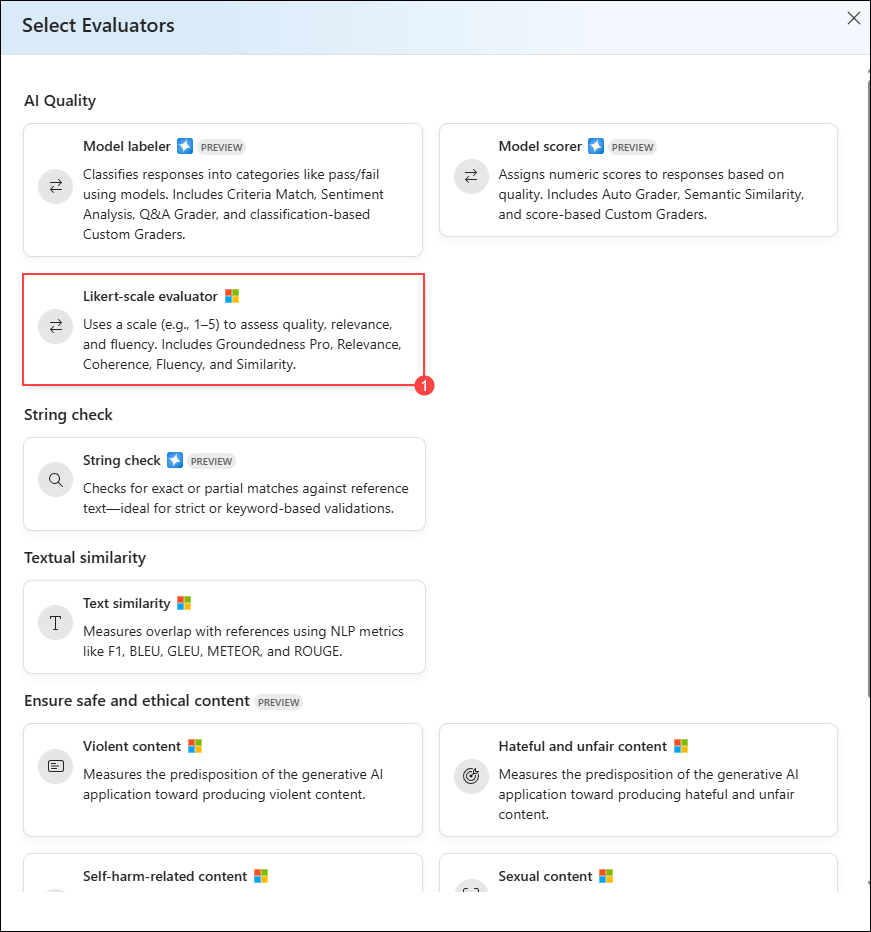 Select Evaluators
AI Quality
Model labeler PREVIEW
Classifies responses into categories like pass/fail
using models. Includes Criteria Match, Sentiment
Analysis, Q&A Grader, and classification-based
Custom Graders.
Model scorer PREVIEW
Assigns numeric scores to responses based on
quality. Includes Auto Grader, Semantic Similarity,
and score-based Custom Graders.
Likert-scale evaluator
Uses a scale (e.g., 1–5) to assess quality, relevance,
and fluency. Includes Groundedness Pro, Relevance,
Coherence, Fluency, and Similarity.
1
String check
String check PREVIEW
Checks for exact or partial matches against reference
text—ideal for strict or keyword-based validations.
Textual similarity
Text similarity
Measures overlap with references using NLP metrics
like F1, BLEU, GLEU, METEOR, and ROUGE.
Ensure safe and ethical content PREVIEW
Violent content
Measures the predisposition of the generative AI
application toward producing violent content.
Hateful and unfair content
Measures the predisposition of the generative AI
application toward producing hateful and unfair
content.
Self-harm-related content
Sexual content